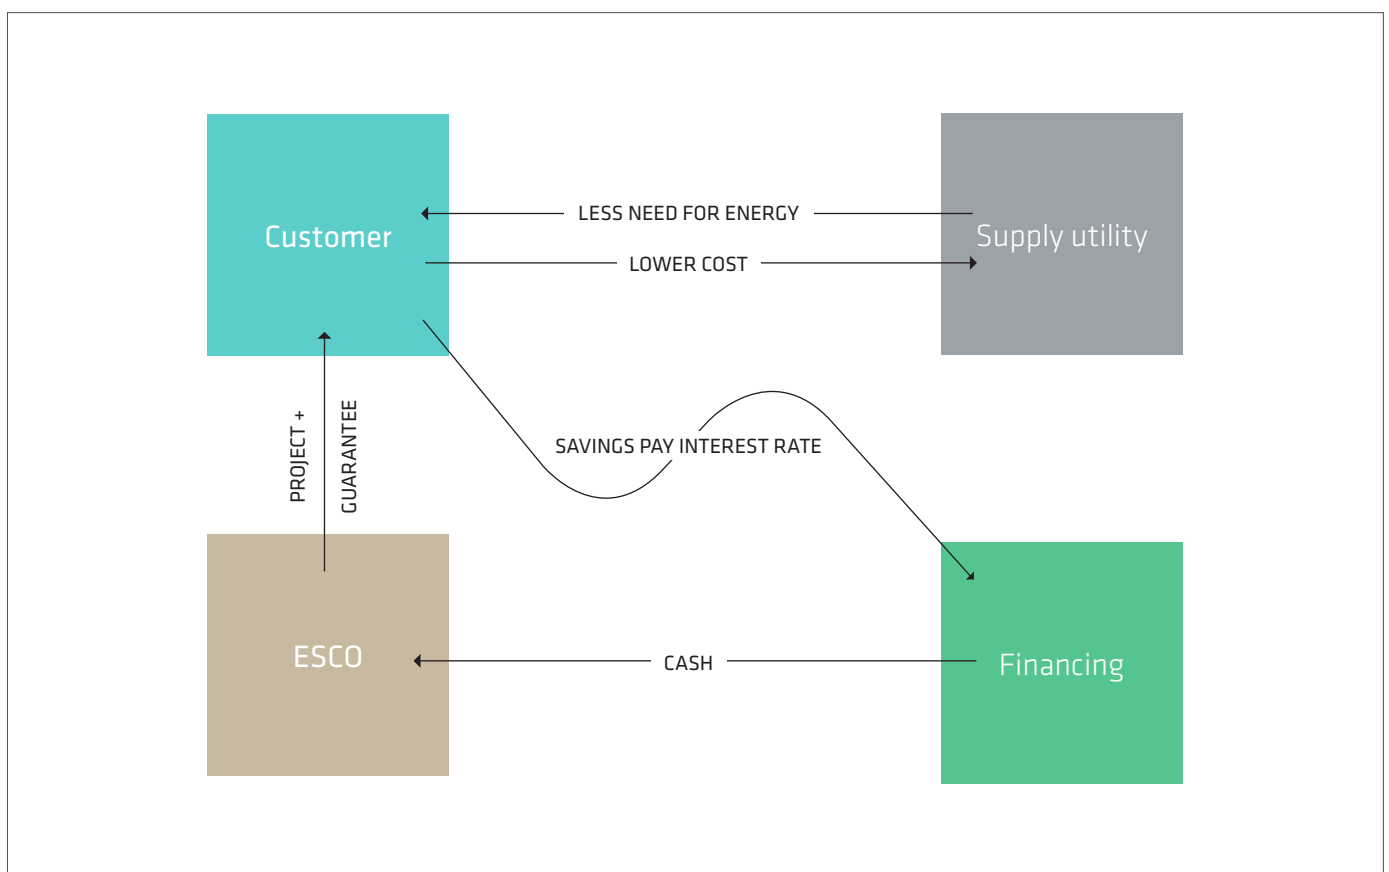 Customer
LESS NEED FOR ENERGY
Supply utility
LOWER COST
PROJECT +
GUARANTEE
SAVINGS PAY INTEREST RATE
ESCO
CASH
Financing